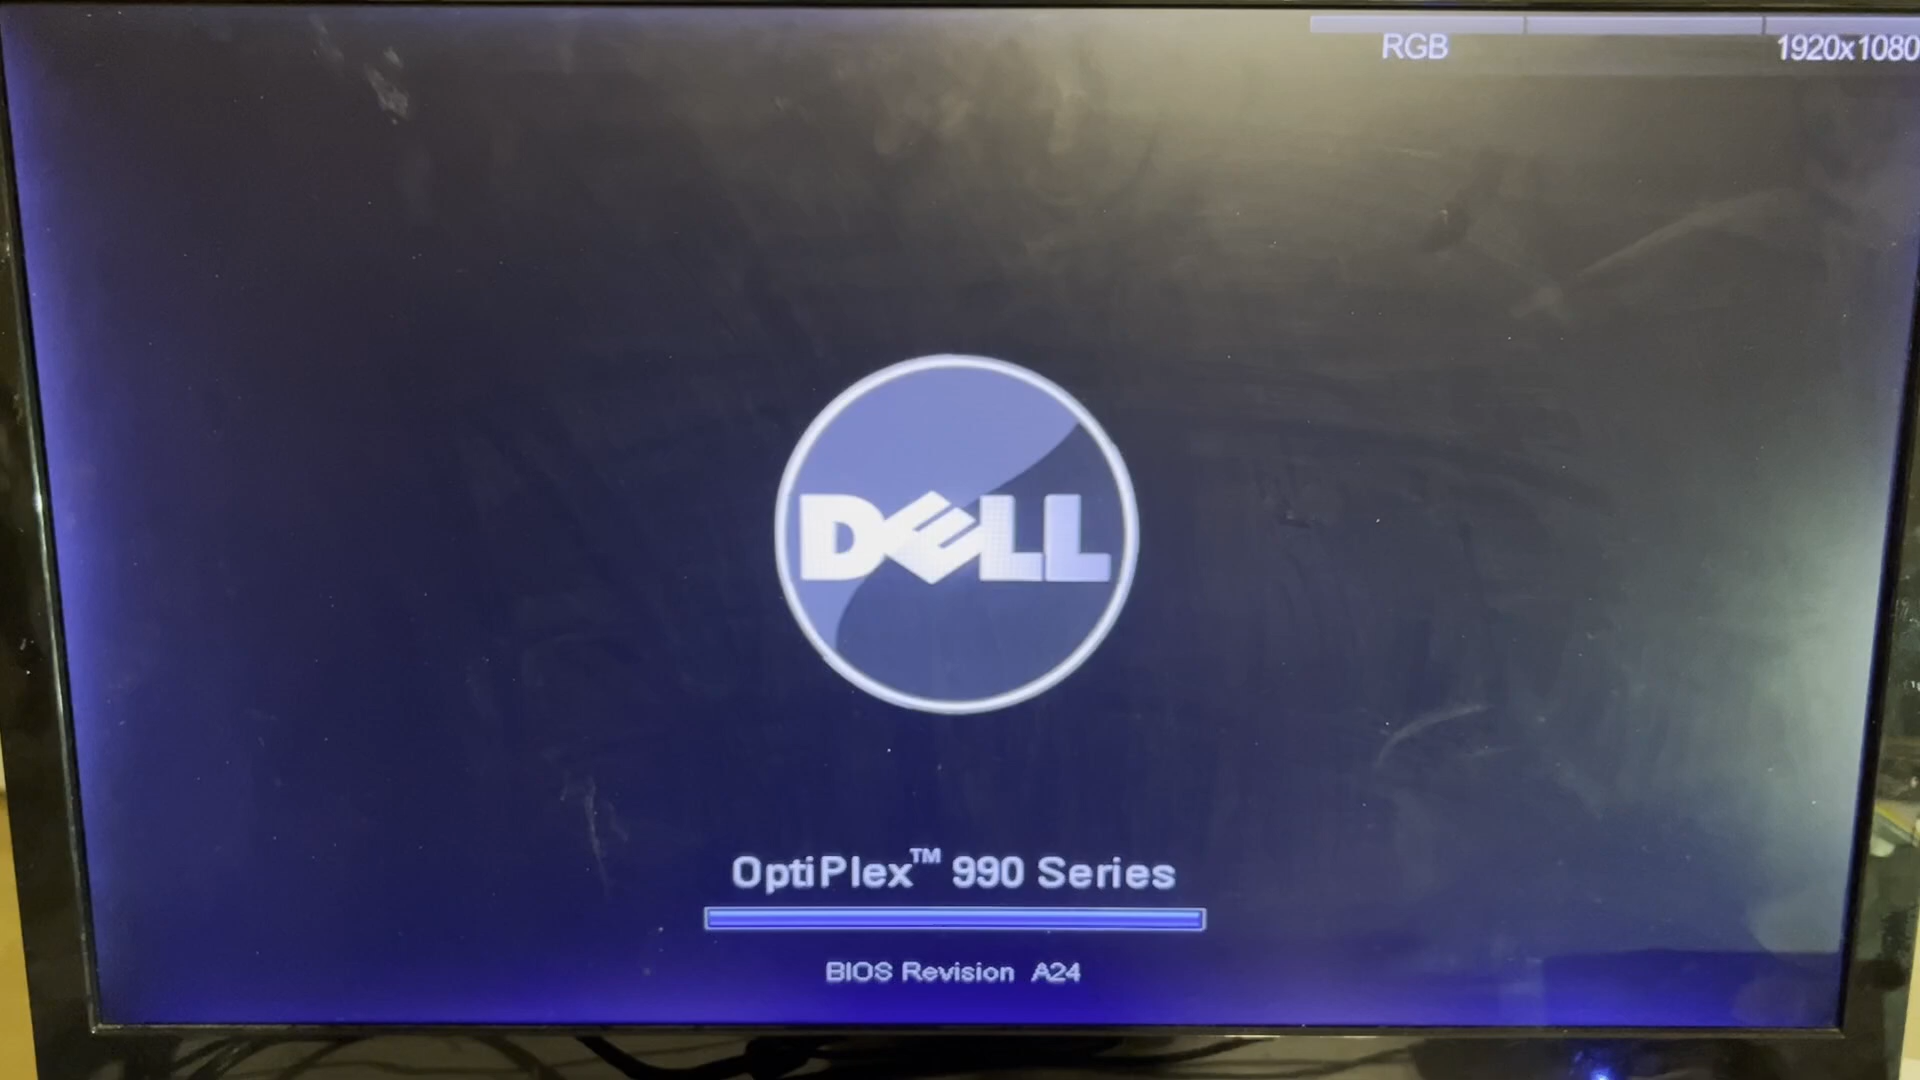 RGB
1920x1080
DELL
OptiPlex™ 990 Series
BIOS Revision A24